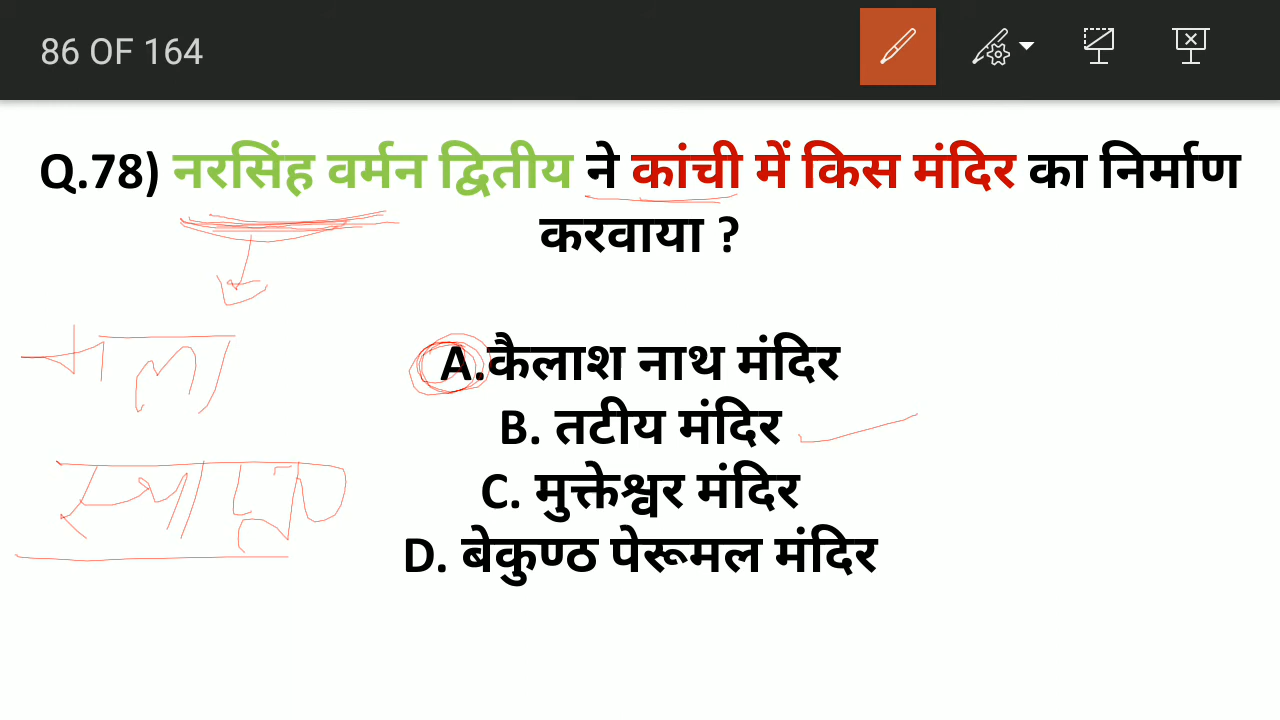 86 OF 164
Q.78) नरसिंह वर्मन द्वितीय ने कांची में किस मंदिर का निर्माण
करवाया ?
A.कैलाश नाथ मंदिर
B. तटीय मंदिर
C. मुक्तेश्वर मंदिर
D. बेकुण्ठ पेरूमल मंदिर